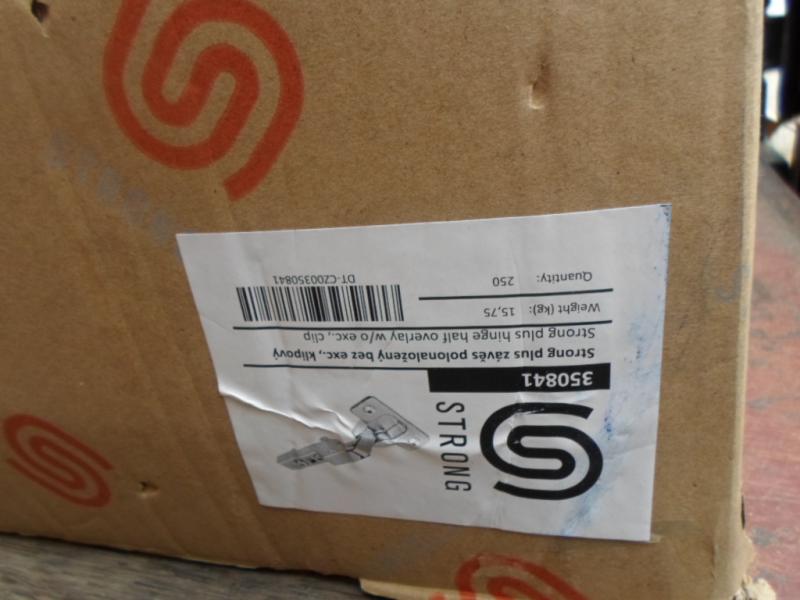 STRONG
350841
Strong plus závěs polonaložený bez exc., klipový
Strong plus hinge half overlay w/o exc., clip
Weight (kg): 15,75
Quantity: 250
DT-CZ00350841
STRONG